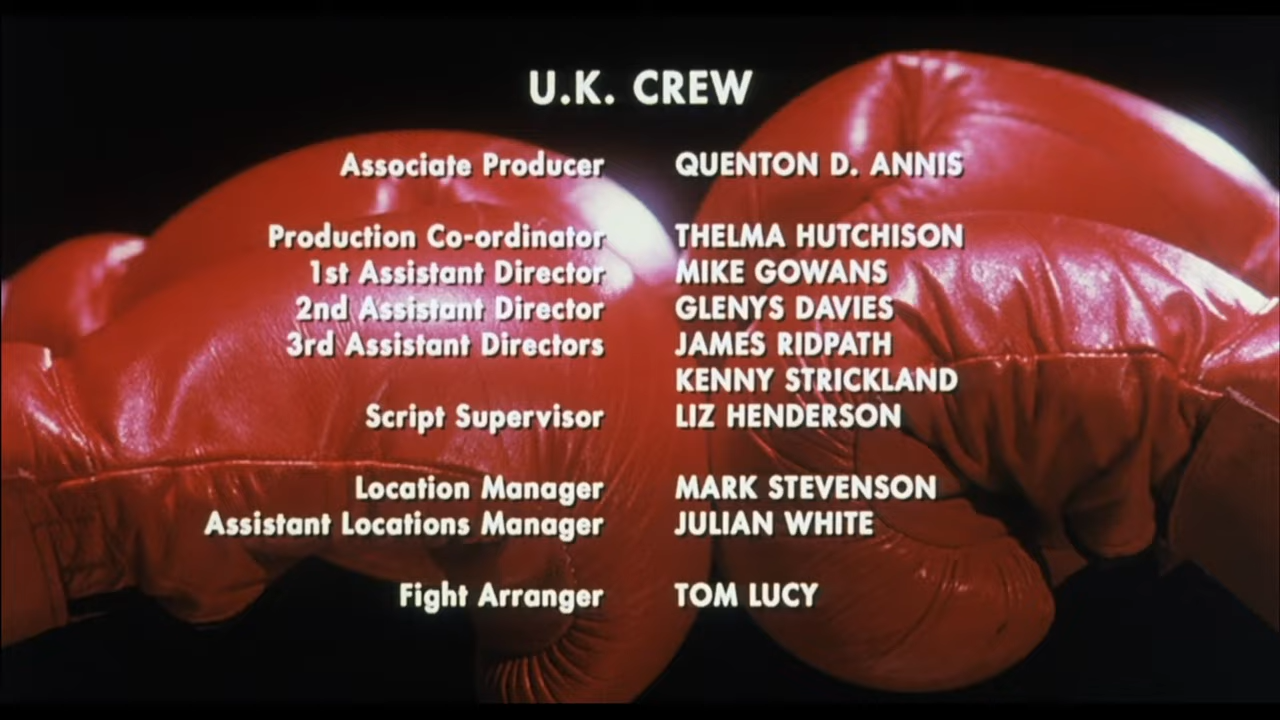 U.K. CREW
Associate Producer QUENTON D. ANNIS
Production Co-ordinator THELMA HUTCHISON
1st Assistant Director MIKE GOWANS
2nd Assistant Director GLENYS DAVIES
3rd Assistant Directors JAMES RIDPATH
KENNY STRICKLAND
Script Supervisor LIZ HENDERSON
Location Manager MARK STEVENSON
Assistant Locations Manager JULIAN WHITE
Fight Arranger TOM LUCY